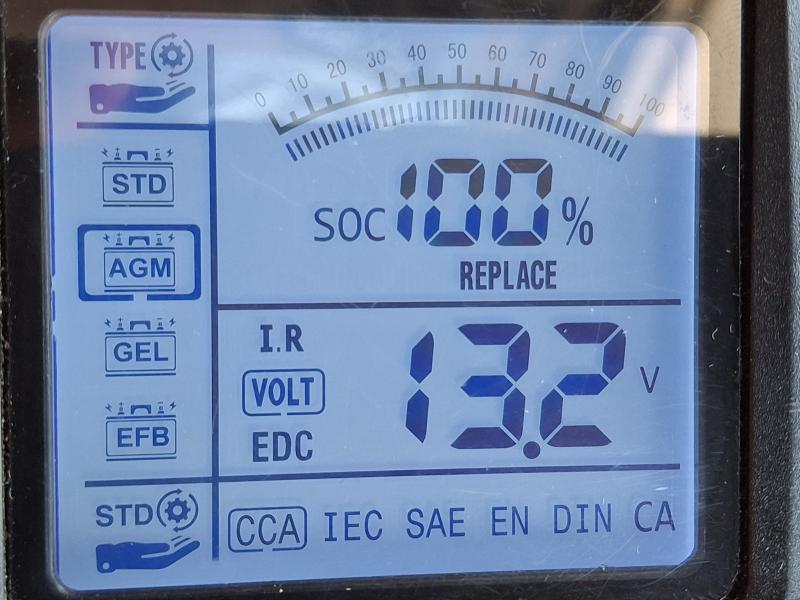 TYPE
0 10 20 30 40 50 60 70 80 90 100
STD
SOC 100%
AGM
REPLACE
GEL
I.R
VOLT
13.2 V
EFB
EDC
STD
CCA IEC SAE EN DIN CA